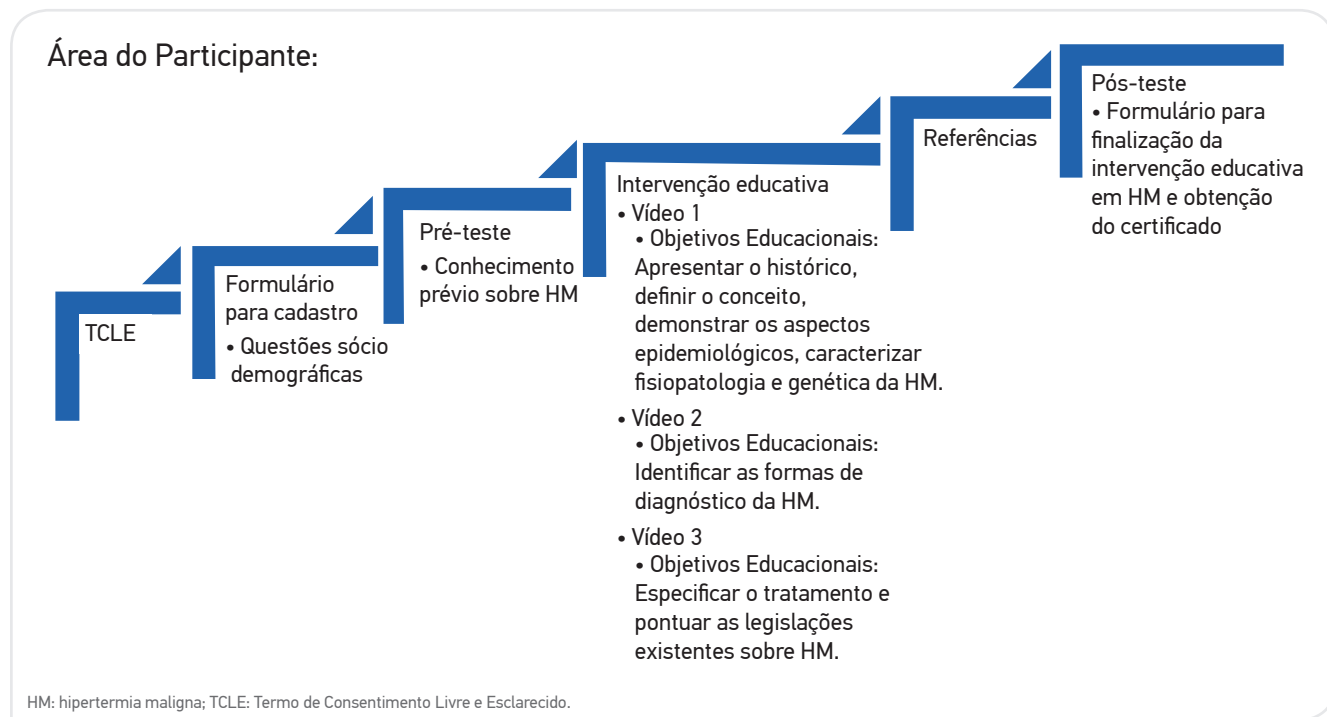 Área do Participante:
TCLE
Formulário
para cadastro
• Questões sócio
demográficas
Pré-teste
• Conhecimento
prévio sobre HM
Intervenção educativa
• Vídeo 1
• Objetivos Educacionais:
Apresentar o histórico,
definir o conceito,
demonstrar os aspectos
epidemiológicos, caracterizar
fisiopatologia e genética da HM.
• Vídeo 2
• Objetivos Educacionais:
Identificar as formas de
diagnóstico da HM.
• Vídeo 3
• Objetivos Educacionais:
Especificar o tratamento e
pontuar as legislações
existentes sobre HM.
Referências
Pós-teste
• Formulário para
finalização da
intervenção educativa
em HM e obtenção
do certificado
HM: hipertermia maligna; TCLE: Termo de Consentimento Livre e Esclarecido.